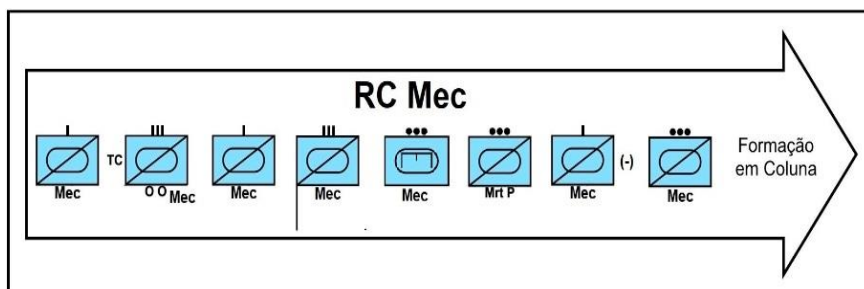 RC Mec
I III I III ••• ••• I •••
TC (-) Formação
em Coluna
Mec O O Mec Mec Mec Mec Mrt P Mec Mec